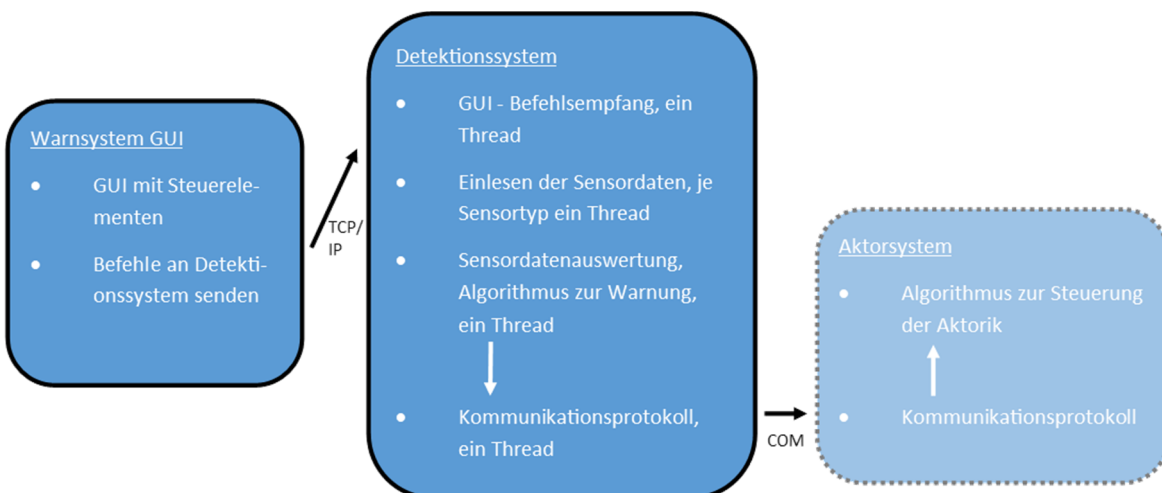 Warnsystem GUI
GUI mit Steuerele-
menten
Befehle an Detekti-
onssystem senden
TCP/
IP
Detektionssystem
GUI - Befehlsempfang, ein
Thread
Einlesen der Sensordaten, je
Sensortyp ein Thread
Sensordatenauswertung,
Algorithmus zur Warnung,
ein Thread
Kommunikationsprotokoll,
ein Thread
COM
Aktorsystem
Algorithmus zur Steuerung
der Aktorik
Kommunikationsprotokoll